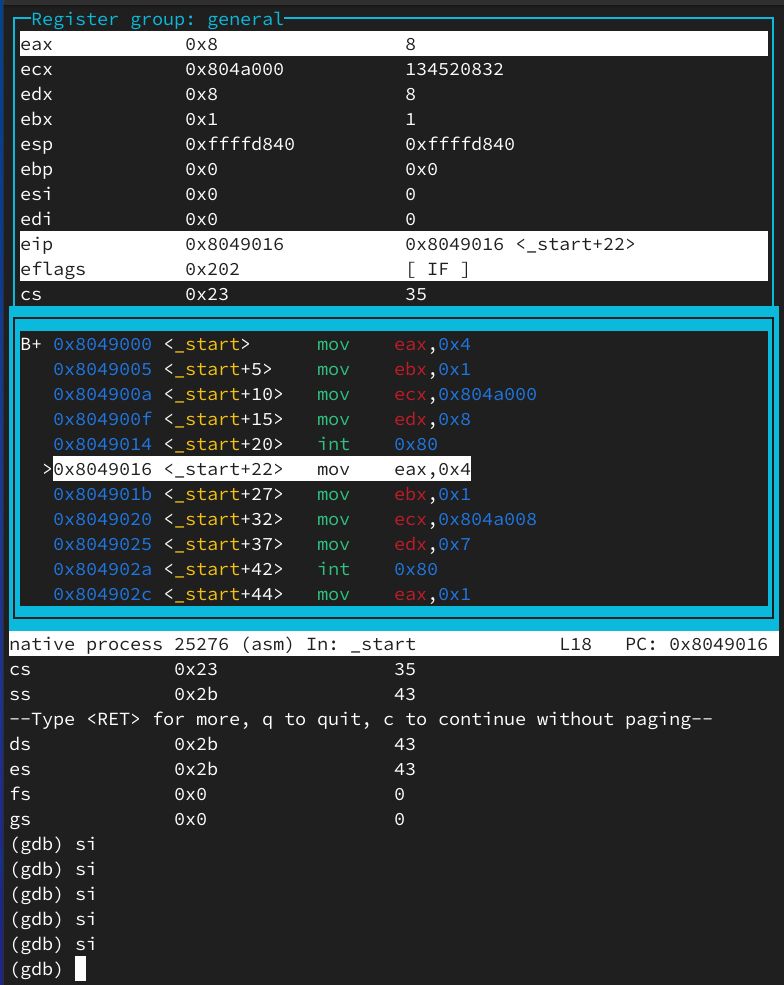 Register group: general
eax 0x8 8
ecx 0x804a000 134520832
edx 0x8 8
ebx 0x1 1
esp 0xffffd840 0xffffd840
ebp 0x0 0x0
esi 0x0 0
edi 0x0 0
eip 0x8049016 0x8049016 <_start+22>
eflags 0x202 [ IF ]
cs 0x23 35
B+ 0x8049000 <_start> mov eax,0x4
0x8049005 <_start+5> mov ebx,0x1
0x804900a <_start+10> mov ecx,0x804a000
0x804900f <_start+15> mov edx,0x8
0x8049014 <_start+20> int 0x80
>0x8049016 <_start+22> mov eax,0x4
0x804901b <_start+27> mov ebx,0x1
0x8049020 <_start+32> mov ecx,0x804a008
0x8049025 <_start+37> mov edx,0x7
0x804902a <_start+42> int 0x80
0x804902c <_start+44> mov eax,0x1
native process 25276 (asm) In: _start L18 PC: 0x8049016
cs 0x23 35
ss 0x2b 43
--Type <RET> for more, q to quit, c to continue without paging--
ds 0x2b 43
es 0x2b 43
fs 0x0 0
gs 0x0 0
(gdb) si
(gdb) si
(gdb) si
(gdb) si
(gdb) si
(gdb)